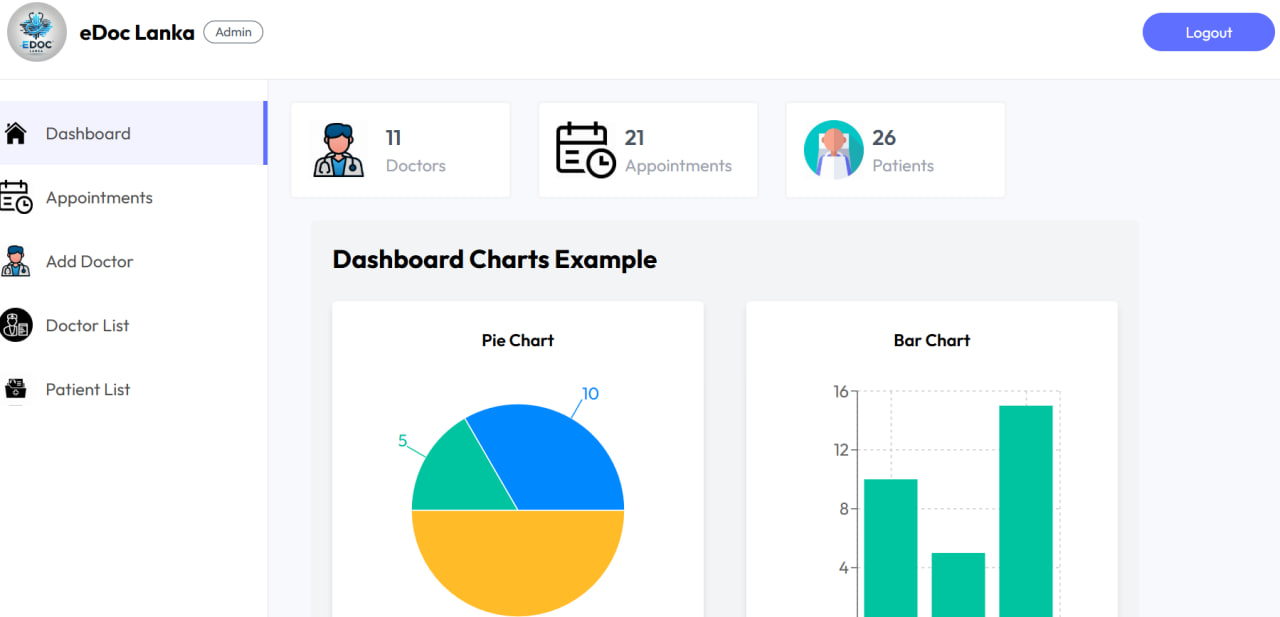 EDOC
LANKA
eDoc Lanka
Admin
Logout
Dashboard
Appointments
Add Doctor
Doctor List
Patient List
11
Doctors
21
Appointments
26
Patients
Dashboard Charts Example
Pie Chart
10
5
Bar Chart
16
12
8
4